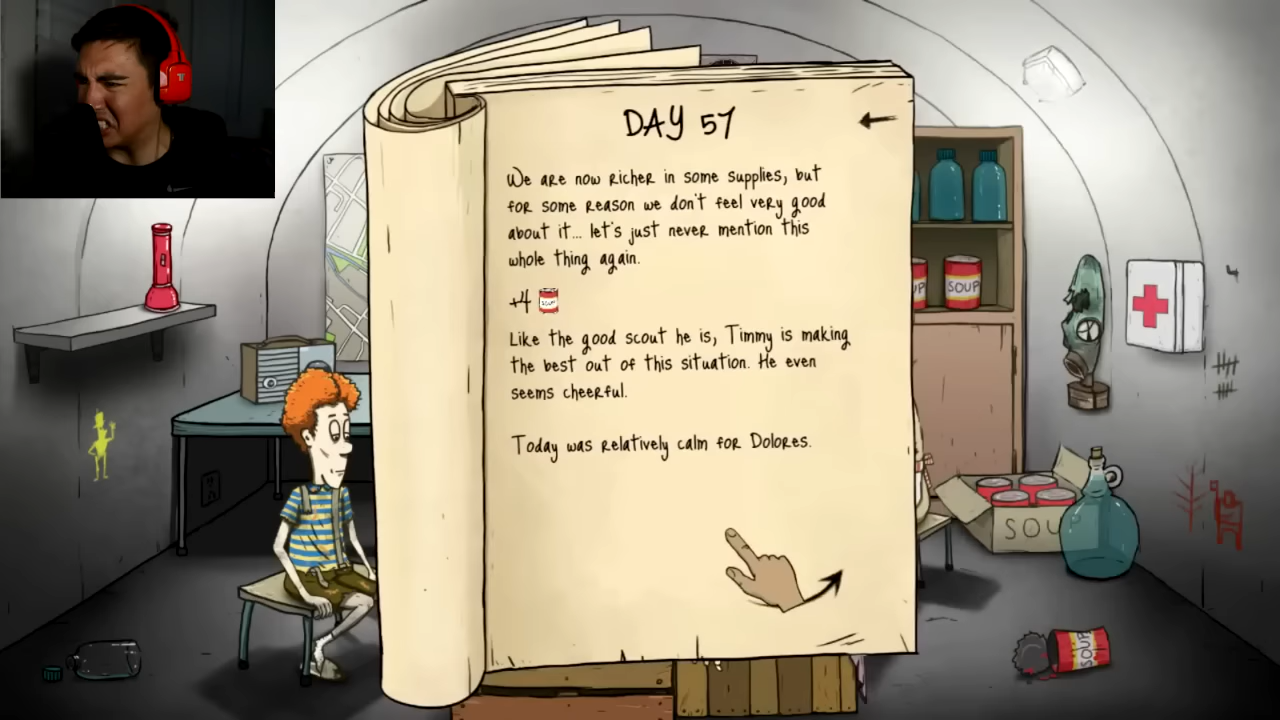 DAY 57
We are now richer in some supplies, but
for some reason we don't feel very good
about it... let's just never mention this
whole thing again.
+4
SOUP
Like the good scout he is, Timmy is making
the best out of this situation. He even
seems cheerful.
Today was relatively calm for Dolores.
UP
SOUP
SOU
SOUP